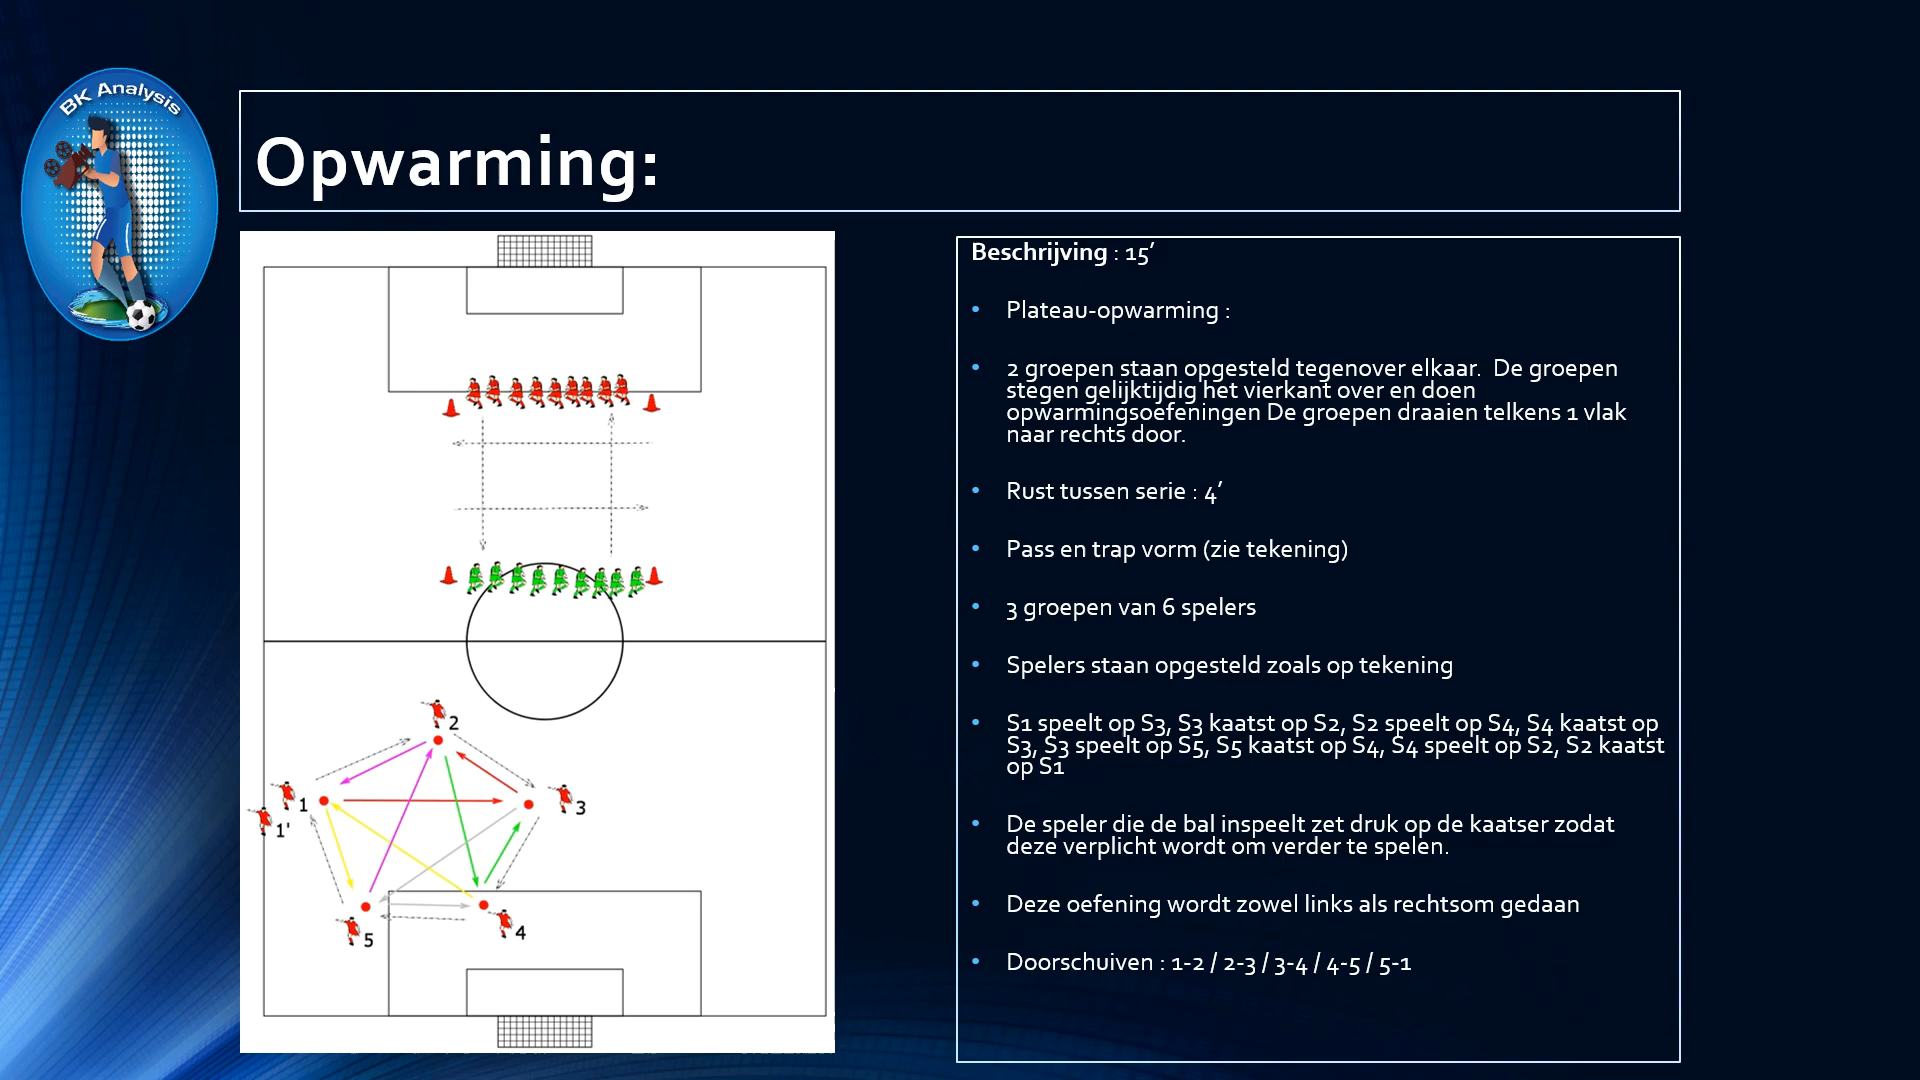 BK Analysis
Opwarming:
2
1
1'
3
5
4
Beschrijving : 15’
• Plateau-opwarming :
• 2 groepen staan opgesteld tegenover elkaar.  De groepen
stegen gelijktijdig het vierkant over en doen
opwarmingsoefeningen De groepen draaien telkens 1 vlak
naar rechts door.
• Rust tussen serie : 4’
• Pass en trap vorm (zie tekening)
• 3 groepen van 6 spelers
• Spelers staan opgesteld zoals op tekening
• S1 speelt op S3, S3 kaatst op S2, S2 speelt op S4, S4 kaatst op
S3, S3 speelt op S5, S5 kaatst op S4, S4 speelt op S2, S2 kaatst
op S1
• De speler die de bal inspeelt zet druk op de kaatser zodat
deze verplicht wordt om verder te spelen.
• Deze oefening wordt zowel links als rechtsom gedaan
• Doorschuiven : 1-2 / 2-3 / 3-4 / 4-5 / 5-1